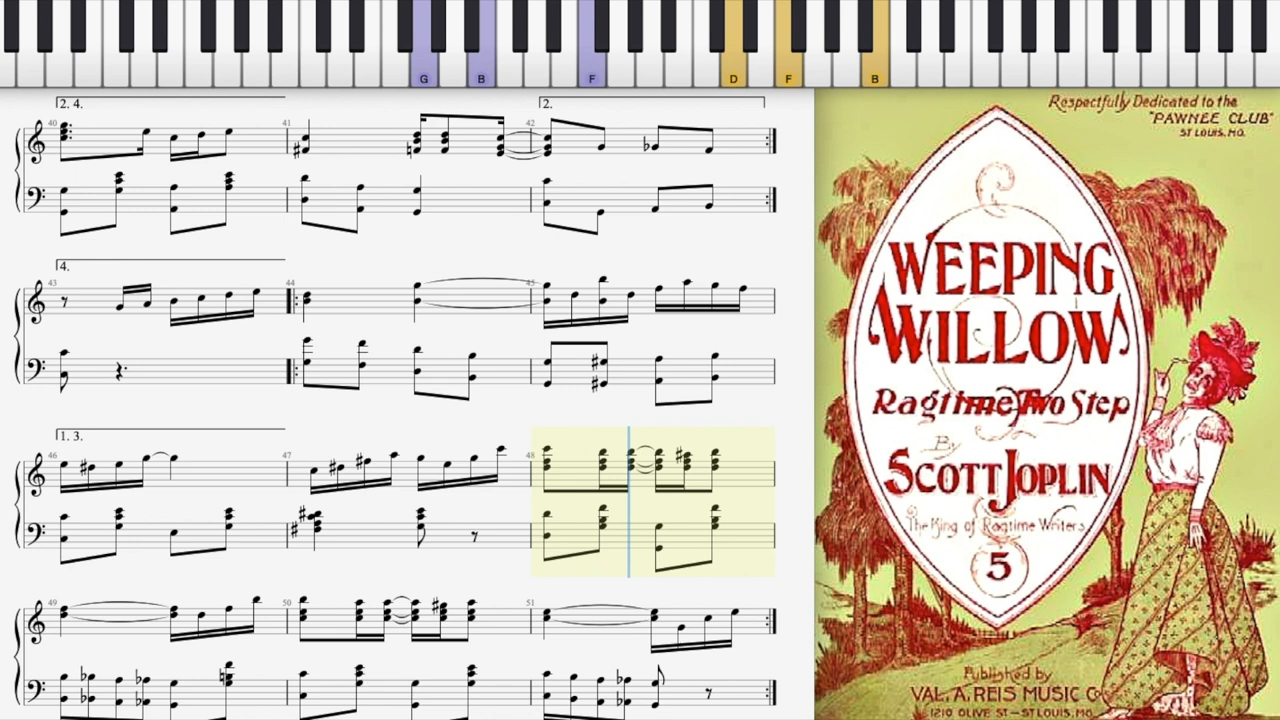 G B F D F B
2. 4.
2.
40
41
42
4.
43
44
45
1. 3.
46
47
48
49
50
51
Respectfully Dedicated to the
"PAWNEE CLUB"
ST LOUIS, MO.
WEEPING
WILLOW
Ragtime Two Step
By
SCOTT JOPLIN
The King of Ragtime Writers
5
Published by
VAL. A. REIS MUSIC CO
1210 OLIVE ST — ST LOUIS, MO.